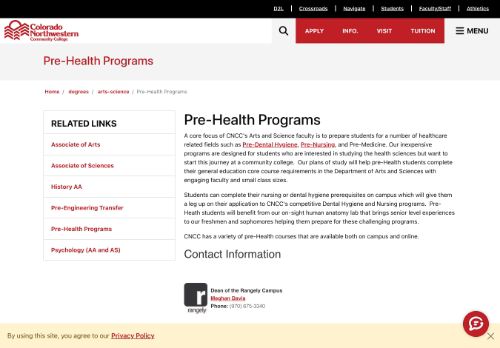 D2L | Crossroads | Navigate | Students | Faculty/Staff | Athletics
Colorado
Northwestern
Community College
APPLY INFO. VISIT TUITION MENU
Pre-Health Programs
Home / degrees / arts-science / Pre-Health Programs
RELATED LINKS
Associate of Arts
Associate of Sciences
History AA
Pre-Engineering Transfer
Pre-Health Programs
Psychology (AA and AS)
Pre-Health Programs
A core focus of CNCC's Arts and Science faculty is to prepare students for a number of healthcare
related fields such as Pre-Dental Hygiene, Pre-Nursing, and Pre-Medicine. Our inexpensive
programs are designed for students who are interested in studying the health sciences but want to
start this journey at a community college. Our plans of study will help pre-Health students complete
their general education core course requirements in the Department of Arts and Sciences with
engaging faculty and small class sizes.
Students can complete their nursing or dental hygiene prerequisites on campus which will give them
a leg up on their application to CNCC's competitive Dental Hygiene and Nursing programs. Pre-
Heath students will benefit from our on-sight human anatomy lab that brings senior level experiences
to our freshmen and sophomores helping them prepare for these challenging programs.
CNCC has a variety of pre-Health courses that are available both on campus and online.
Contact Information
r
rangely
Dean of the Rangely Campus
Meghan Davis
Phone: (970) 675-3340
By using this site, you agree to our Privacy Policy